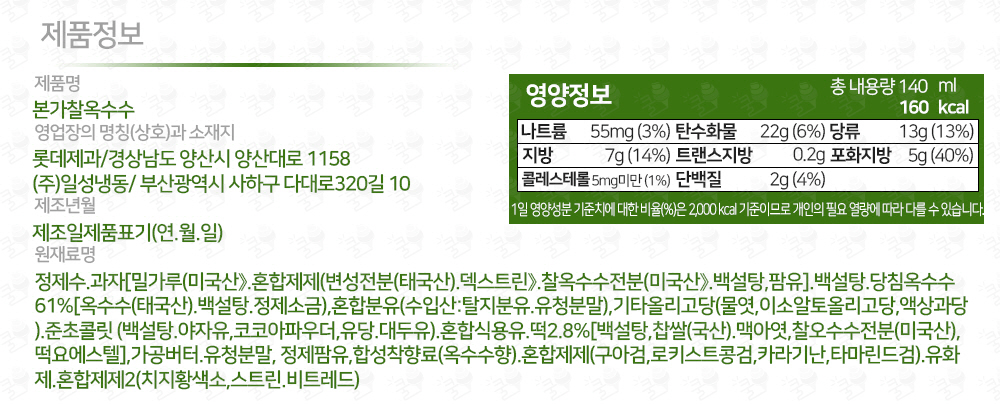 제품정보
제품명
본가찰옥수수
영업장의 명칭(상호)과 소재지
롯데제과/경상남도 양산시 양산대로 1158
(주)일성냉동/ 부산광역시 사하구 다대로320길 10
제조년월
제조일제품표기(연.월.일)
원재료명
영양정보
총 내용량 140 ml
160 kcal
나트륨 55mg (3%) 탄수화물 22g (6%) 당류 13g (13%)
지방 7g (14%) 트랜스지방 0.2g 포화지방 5g (40%)
콜레스테롤 5mg미만 (1%) 단백질 2g (4%)
1일 영양성분 기준치에 대한 비율(%)은 2,000 kcal 기준이므로 개인의 필요 열량에 따라 다를 수 있습니다.
정제수.과자[밀가루(미국산》.혼합제제(변성전분(태국산).덱스트린》.찰옥수수전분(미국산》.백설탕,팜유].백설탕.당침옥수수
61%[옥수수(태국산).백설탕.정제소금),혼합분유(수입산:탈지분유.유청분말),기타올리고당(물엿,이소말토올리고당,액상과당
).준초콜릿 (백설탕.야자유,코코아파우더,유당.대두유).혼합식용유.떡2.8%[백설탕,찹쌀(국산).맥아엿,찰오수수전분(미국산),
떡요에스텔],가공버터.유청분말, 정제팜유,합성착향료(옥수수향).혼합제제(구아검,로키스트콩검,카라기난,타마린드검).유화
제.혼합제제2(치지황색소,스트린.비트레드)